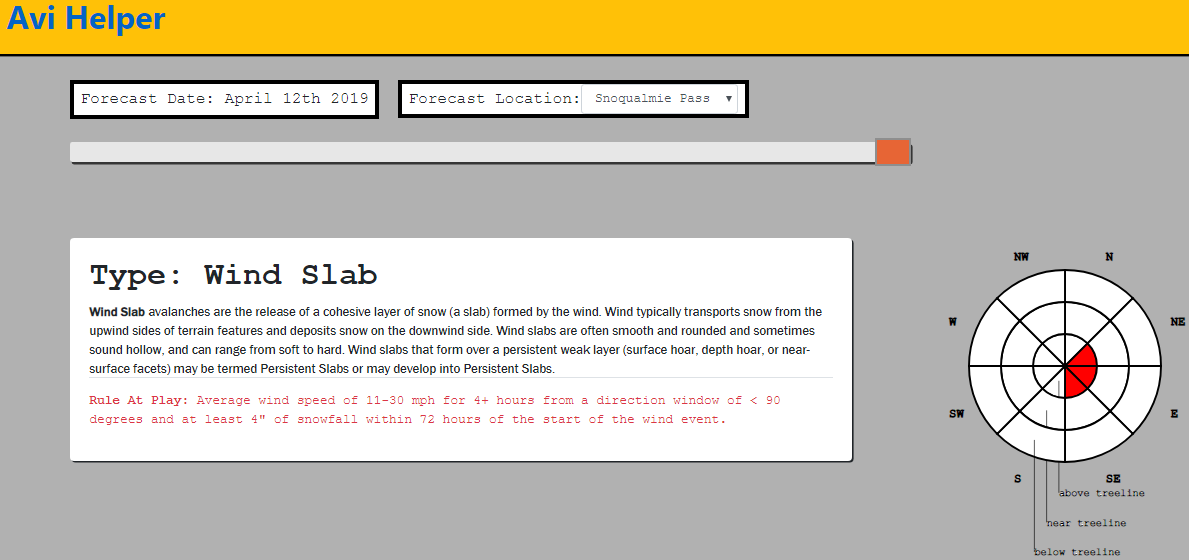 Avi Helper
Forecast Date: April 12th 2019
Forecast Location: Snoqualmie Pass ▼
Type: Wind Slab
Wind Slab avalanches are the release of a cohesive layer of snow (a slab) formed by the wind. Wind typically transports snow from the
upwind sides of terrain features and deposits snow on the downwind side. Wind slabs are often smooth and rounded and sometimes
sound hollow, and can range from soft to hard. Wind slabs that form over a persistent weak layer (surface hoar, depth hoar, or near-
surface facets) may be termed Persistent Slabs or may develop into Persistent Slabs.
Rule At Play: Average wind speed of 11-30 mph for 4+ hours from a direction window of < 90
degrees and at least 4" of snowfall within 72 hours of the start of the wind event.
NW
N
W
NE
SW
E
S
SE
above treeline
near treeline
below treeline